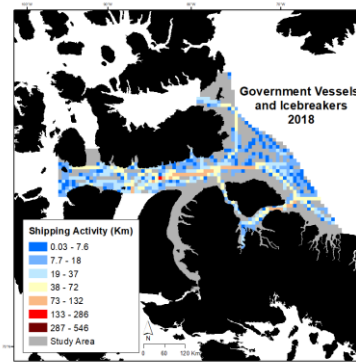 Government Vessels
and Icebreakers
2018
Shipping Activity (Km)
0.03 - 7.6
7.7 - 18
19 - 37
38 - 72
73 - 132
133 - 286
287 - 546
Study Area
N
0
120 Km